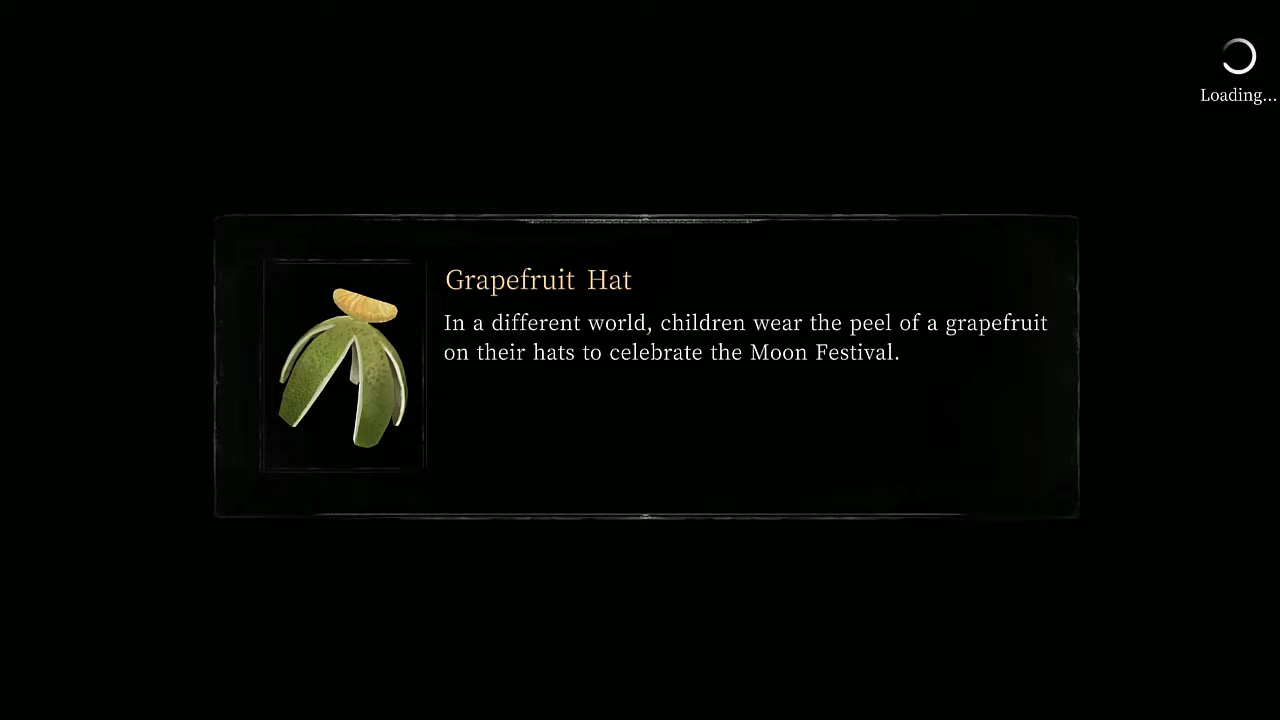 Loading...
Grapefruit Hat
In a different world, children wear the peel of a grapefruit
on their hats to celebrate the Moon Festival.